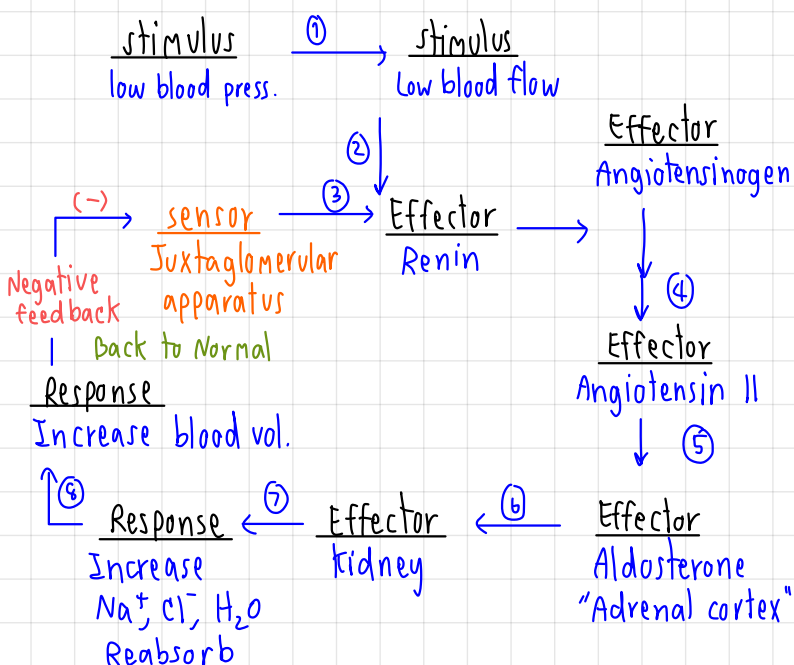 stimulus
low blood press.
①
stimulus
Low blood flow
②
Effector
Angiotensinogen
(-)
sensor
Juxtaglomerular
apparatus
③
Effector
Renin
Negative
feedback
④
Back to Normal
Effector
Angiotensin II
Response
Increase blood vol.
⑤
⑧
Response
Increase
Na⁺, Cl⁻, H₂O
Reabsorb
⑦
Effector
kidney
⑥
Effector
Aldosterone
"Adrenal cortex"